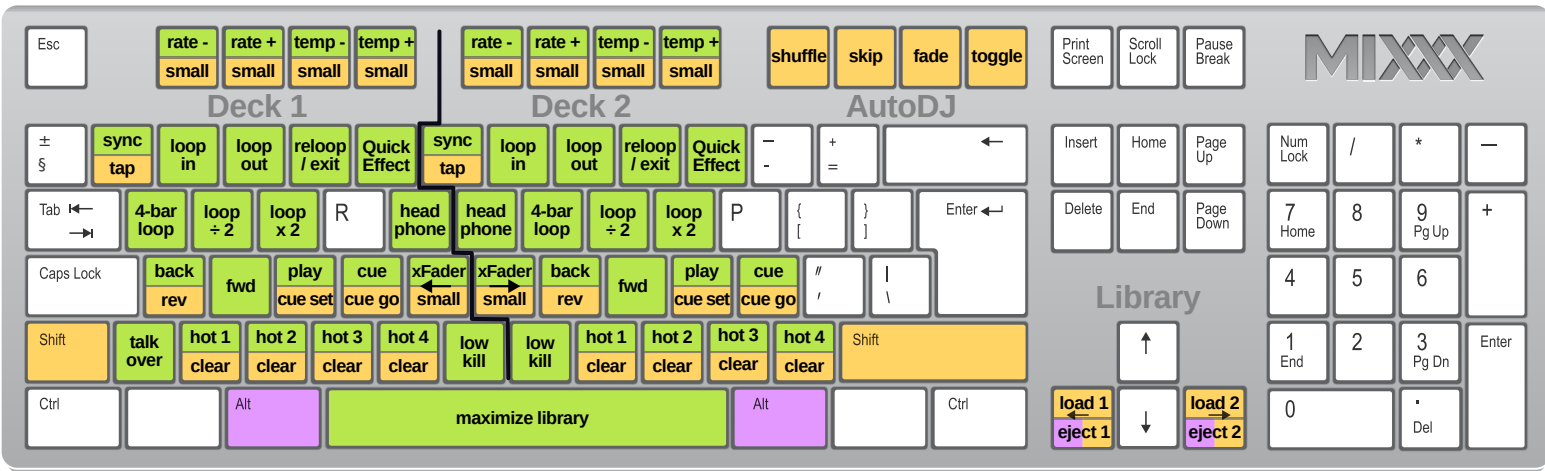 Esc rate - rate + temp - temp + rate - rate + temp - temp + shuffle skip fade toggle Print Scroll Pause MIXXX
small small small small small small small small Screen Lock Break
Deck 1 Deck 2 AutoDJ
± sync loop loop reloop Quick sync loop loop reloop Quick – + ← Insert Home Page Num / * —
§ tap in out / exit Effect tap in out / exit Effect - = Up Lock
Tab 4-bar loop loop R head head 4-bar loop loop P { } Enter Delete End Page 7 8 9 +
loop ÷ 2 x 2 phone phone loop ÷ 2 x 2 [ ] Down Home Pg Up
Caps Lock back fwd play cue xFader xFader back fwd play cue " | 4 5 6
rev cue set cue go ← small → small rev cue set cue go ' \
Library
Shift talk hot 1 hot 2 hot 3 hot 4 low low hot 1 hot 2 hot 3 hot 4 Shift ↑ 1 2 3 Enter
over clear clear clear clear kill kill clear clear clear clear End Pg Dn
Ctrl Alt maximize library Alt Ctrl load 1 ← ↓ load 2 → 0 .
eject 1 eject 2 Del